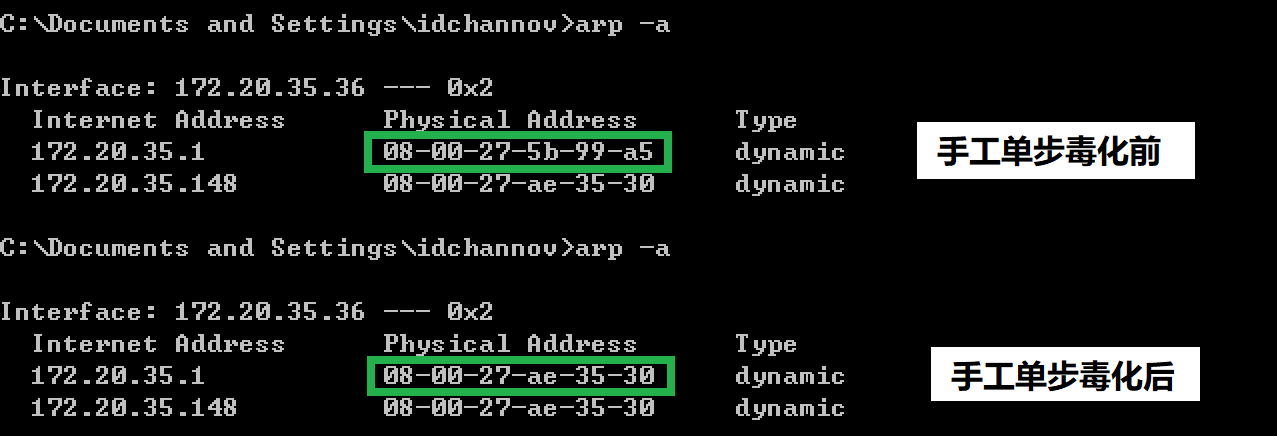 C:\Documents and Settings\idchannov>arp -a
Interface: 172.20.35.36 --- 0x2
Internet Address Physical Address Type
172.20.35.1 08-00-27-5b-99-a5 dynamic 手工单步毒化前
172.20.35.148 08-00-27-ae-35-30 dynamic
C:\Documents and Settings\idchannov>arp -a
Interface: 172.20.35.36 --- 0x2
Internet Address Physical Address Type
172.20.35.1 08-00-27-ae-35-30 dynamic 手工单步毒化后
172.20.35.148 08-00-27-ae-35-30 dynamic